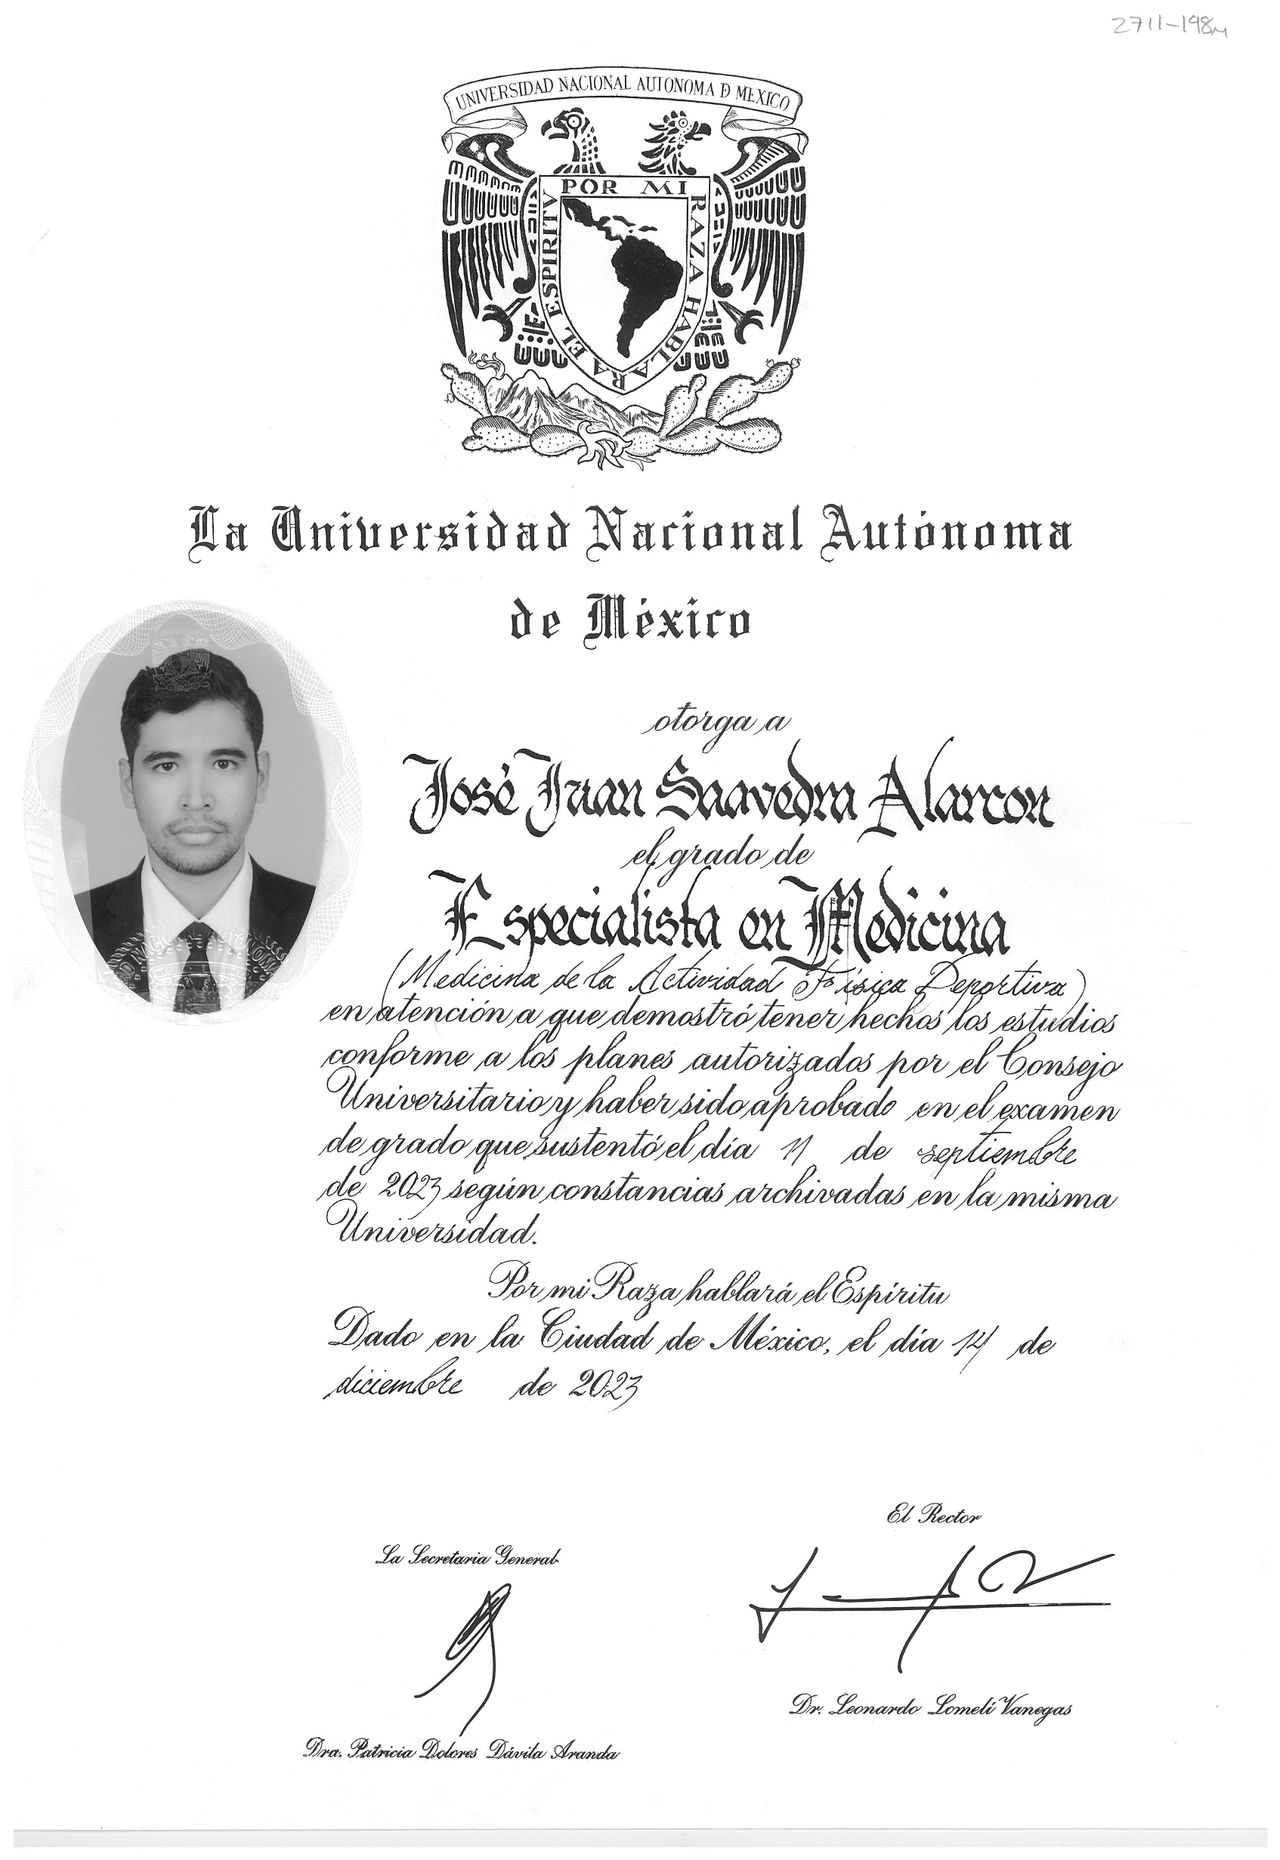 2711-198M
UNIVERSIDAD NACIONAL AUTONOMA D MEXICO
POR MI RAZA HABLARA EL ESPIRITU
La Universidad Nacional Autónoma
de México
otorga a
José Juan Saavedra Alarcon
el grado de
Especialista en Medicina
(Medicina de la Actividad Física Deportiva)
en atención a que demostró tener hechos los estudios
conforme a los planes autorizados por el Consejo
Universitario y haber sido aprobado en el examen
de grado que sustentó el día 11 de septiembre
de 2023 según constancias archivadas en la misma
Universidad.
Por mi Raza hablará el Espíritu
Dado en la Ciudad de México, el día 14 de
diciembre de 2023
El Rector
La Secretaria General
Dr. Leonardo Lomelí Vanegas
Dra. Patricia Dolores Dávila Aranda